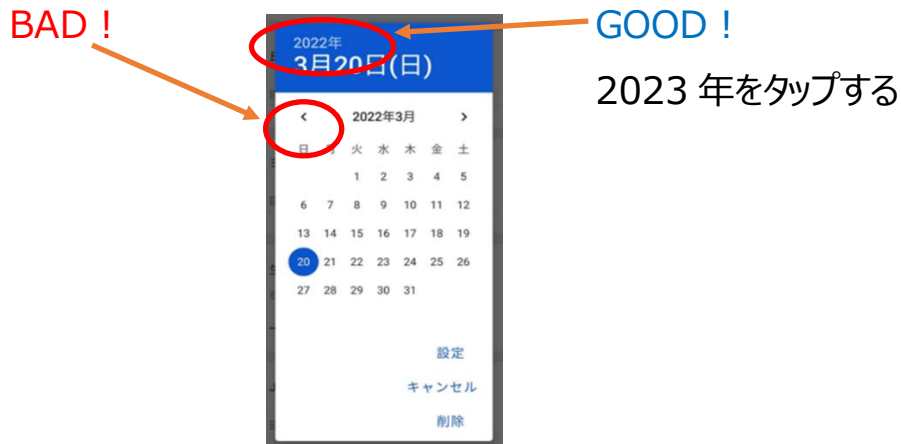 BAD！
GOOD！
2023 年をタップする
2022年
3月20日(日)
< 2022年3月 >
日 月 火 水 木 金 土
1 2 3 4 5
6 7 8 9 10 11 12
13 14 15 16 17 18 19
20 21 22 23 24 25 26
27 28 29 30 31
設定
キャンセル
削除